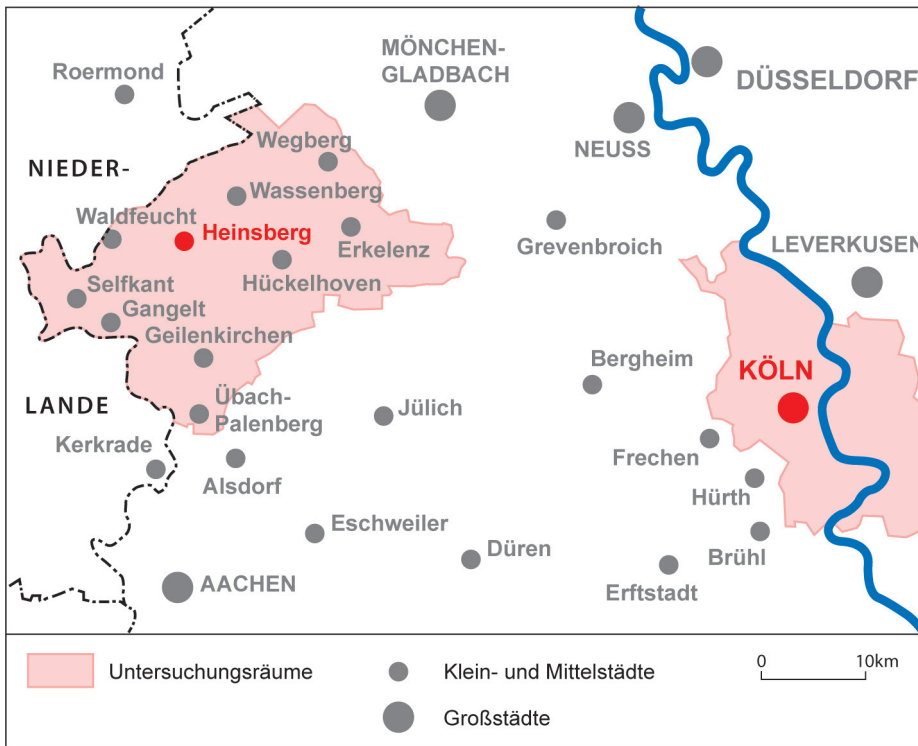 MÖNCHEN-
GLADBACH
Roermond
DÜSSELDORF
Wegberg
NEUSS
NIEDER-
Wassenberg
Waldfeucht
Heinsberg
Erkelenz
Grevenbroich
LEVERKUSEN
Hückelhoven
Selfkant
Gangelt
Geilenkirchen
Bergheim
KÖLN
LANDE
Übach-
Palenberg
Jülich
Kerkrade
Frechen
Alsdorf
Hürth
Eschweiler
Düren
Brühl
AACHEN
Erftstadt
Untersuchungsräume
Klein- und Mittelstädte
0 10km
Großstädte